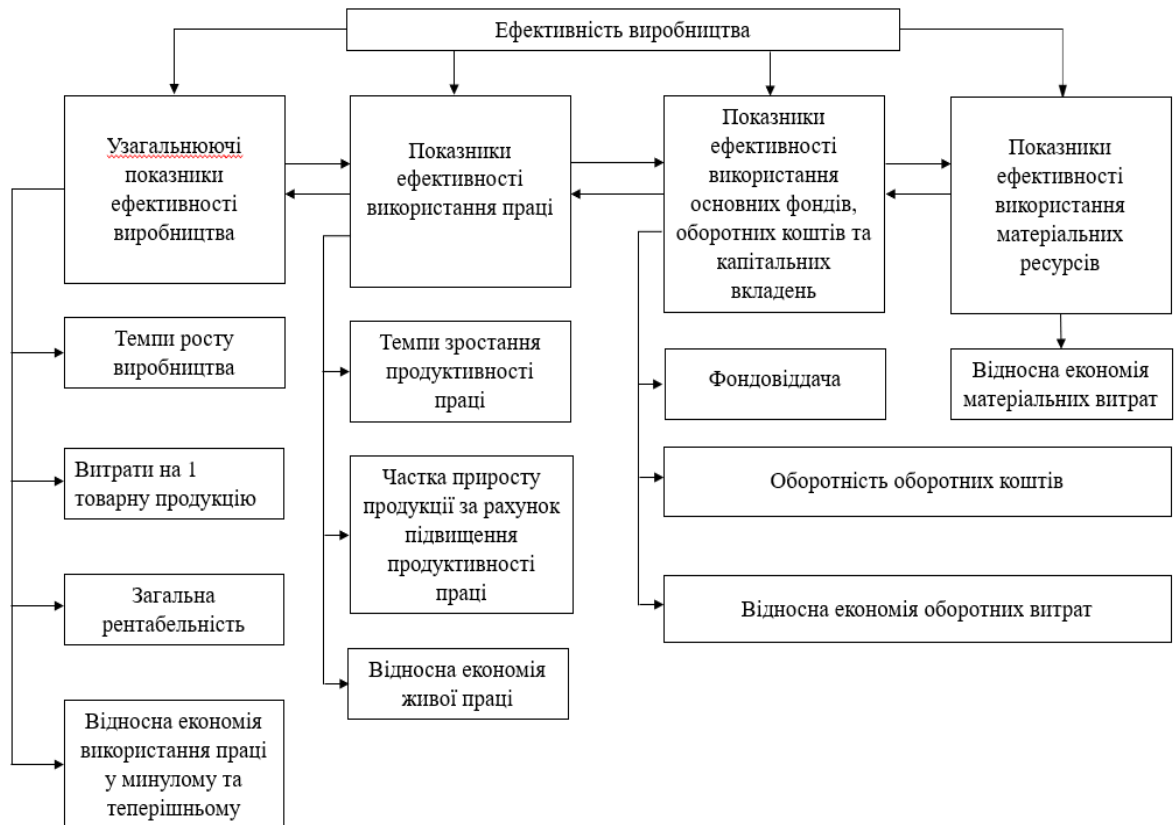 Ефективність виробництва
Узагальнюючі
показники
ефективності
виробництва
Показники
ефективності
використання праці
Показники
ефективності
використання
основних фондів,
оборотних коштів та
капітальних
вкладень
Показники
ефективності
використання
матеріальних
ресурсів
Темпи росту
виробництва
Витрати на 1
товарну продукцію
Загальна
рентабельність
Відносна економія
використання праці
у минулому та
теперішньому
Темпи зростання
продуктивності
праці
Частка приросту
продукції за рахунок
підвищення
продуктивності
праці
Відносна економія
живої праці
Фондовіддача
Оборотність оборотних коштів
Відносна економія оборотних витрат
Відносна економія
матеріальних витрат